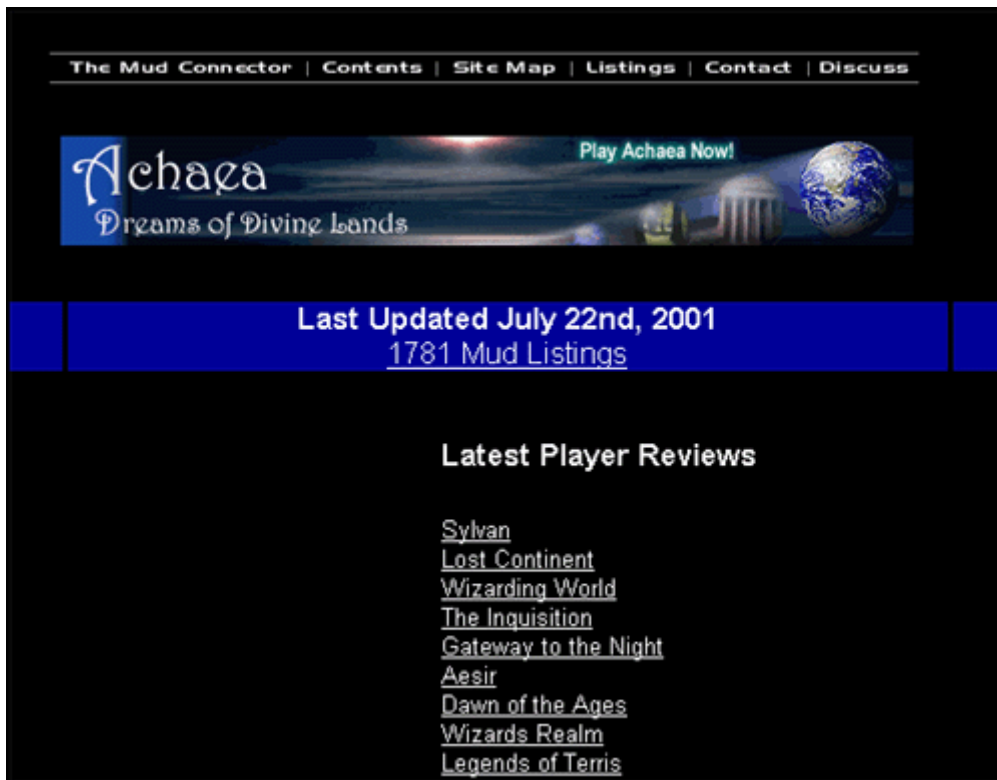 The Mud Connector | Contents | Site Map | Listings | Contact | Discuss
Achaea
Play Achaea Now!
Dreams of Divine Lands
Last Updated July 22nd, 2001
1781 Mud Listings
Latest Player Reviews
Sylvan
Lost Continent
Wizarding World
The Inquisition
Gateway to the Night
Aesir
Dawn of the Ages
Wizards Realm
Legends of Terris